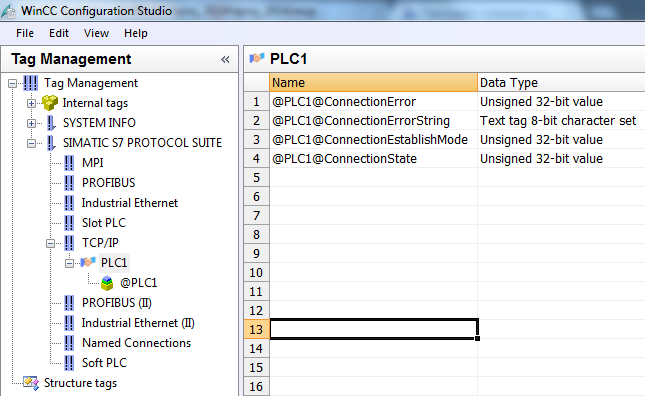 WinCC Configuration Studio
File Edit View Help
Tag Management «
Tag Management
Internal tags
SYSTEM INFO
SIMATIC S7 PROTOCOL SUITE
MPI
PROFIBUS
Industrial Ethernet
Slot PLC
TCP/IP
PLC1
@PLC1
PROFIBUS (II)
Industrial Ethernet (II)
Named Connections
Soft PLC
Structure tags
PLC1
Name Data Type
1 @PLC1@ConnectionError Unsigned 32-bit value
2 @PLC1@ConnectionErrorString Text tag 8-bit character set
3 @PLC1@ConnectionEstablishMode Unsigned 32-bit value
4 @PLC1@ConnectionState Unsigned 32-bit value
5
6
7
8
9
10
11
12
13
14
15
16